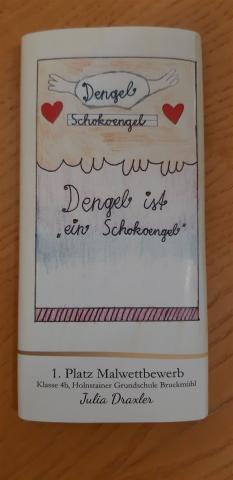 Dengel
Schokoengel
Dengel ist
„ein Schokoengel"
1. Platz Malwettbewerb
Klasse 4b, Holnstainer Grundschule Bruckmühl
Julia Draxler